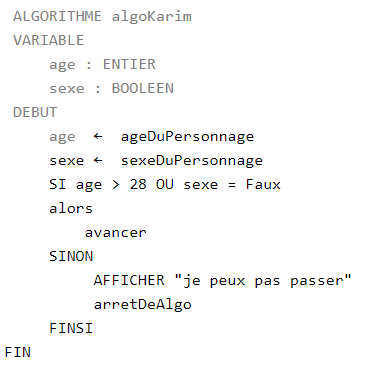 ALGORITHME algoKarim
VARIABLE
age : ENTIER
sexe : BOOLEEN
DEBUT
age ← ageDuPersonnage
sexe ← sexeDuPersonnage
SI age > 28 OU sexe = Faux
alors
avancer
SINON
AFFICHER "je peux pas passer"
arretDeAlgo
FINSI
FIN